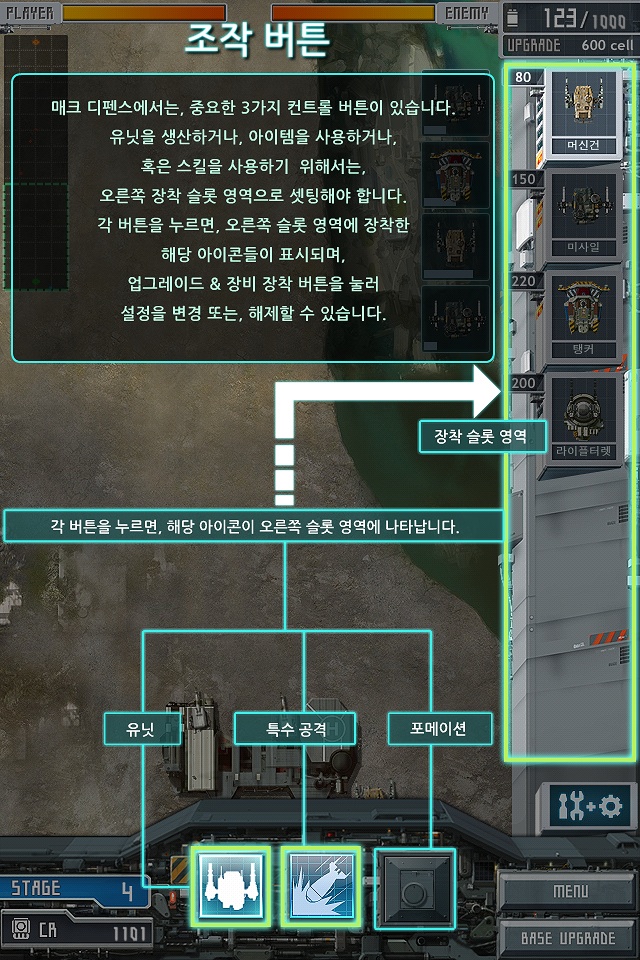 PLAYER
ENEMY
123/1000
UPGRADE 600 cell
조작 버튼
매크 디펜스에서는, 중요한 3가지 컨트롤 버튼이 있습니다.
유닛을 생산하거나, 아이템을 사용하거나,
혹은 스킬을 사용하기 위해서는,
오른쪽 장착 슬롯 영역으로 셋팅해야 합니다.
각 버튼을 누르면, 오른쪽 슬롯 영역에 장착한
해당 아이콘들이 표시되며,
업그레이드 & 장비 장착 버튼을 눌러
설정을 변경 또는, 해제할 수 있습니다.
80
머신건
150
미사일
220
탱커
200
라이플터렛
장착 슬롯 영역
각 버튼을 누르면, 해당 아이콘이 오른쪽 슬롯 영역에 나타납니다.
유닛
특수 공격
포메이션
STAGE 4
CR 1101
MENU
BASE UPGRADE